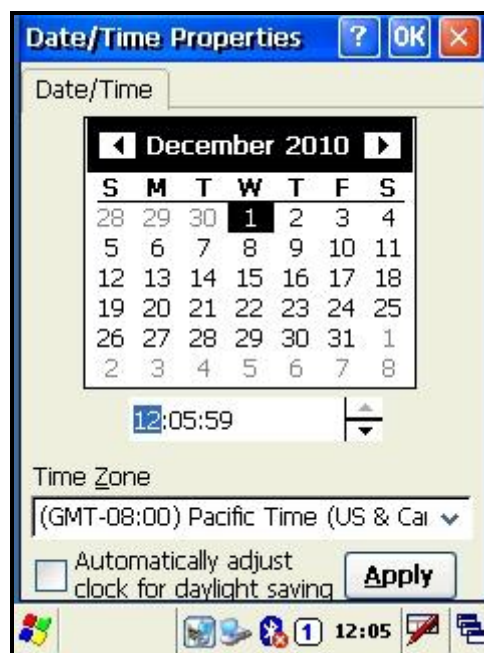 Date/Time Properties ? OK ×
Date/Time
December 2010
S M T W T F S
28 29 30 1 2 3 4
5 6 7 8 9 10 11
12 13 14 15 16 17 18
19 20 21 22 23 24 25
26 27 28 29 30 31 1
2 3 4 5 6 7 8
12:05:59
Time Zone
(GMT-08:00) Pacific Time (US & Cai
Automatically adjust
clock for daylight saving
Apply
1 12:05